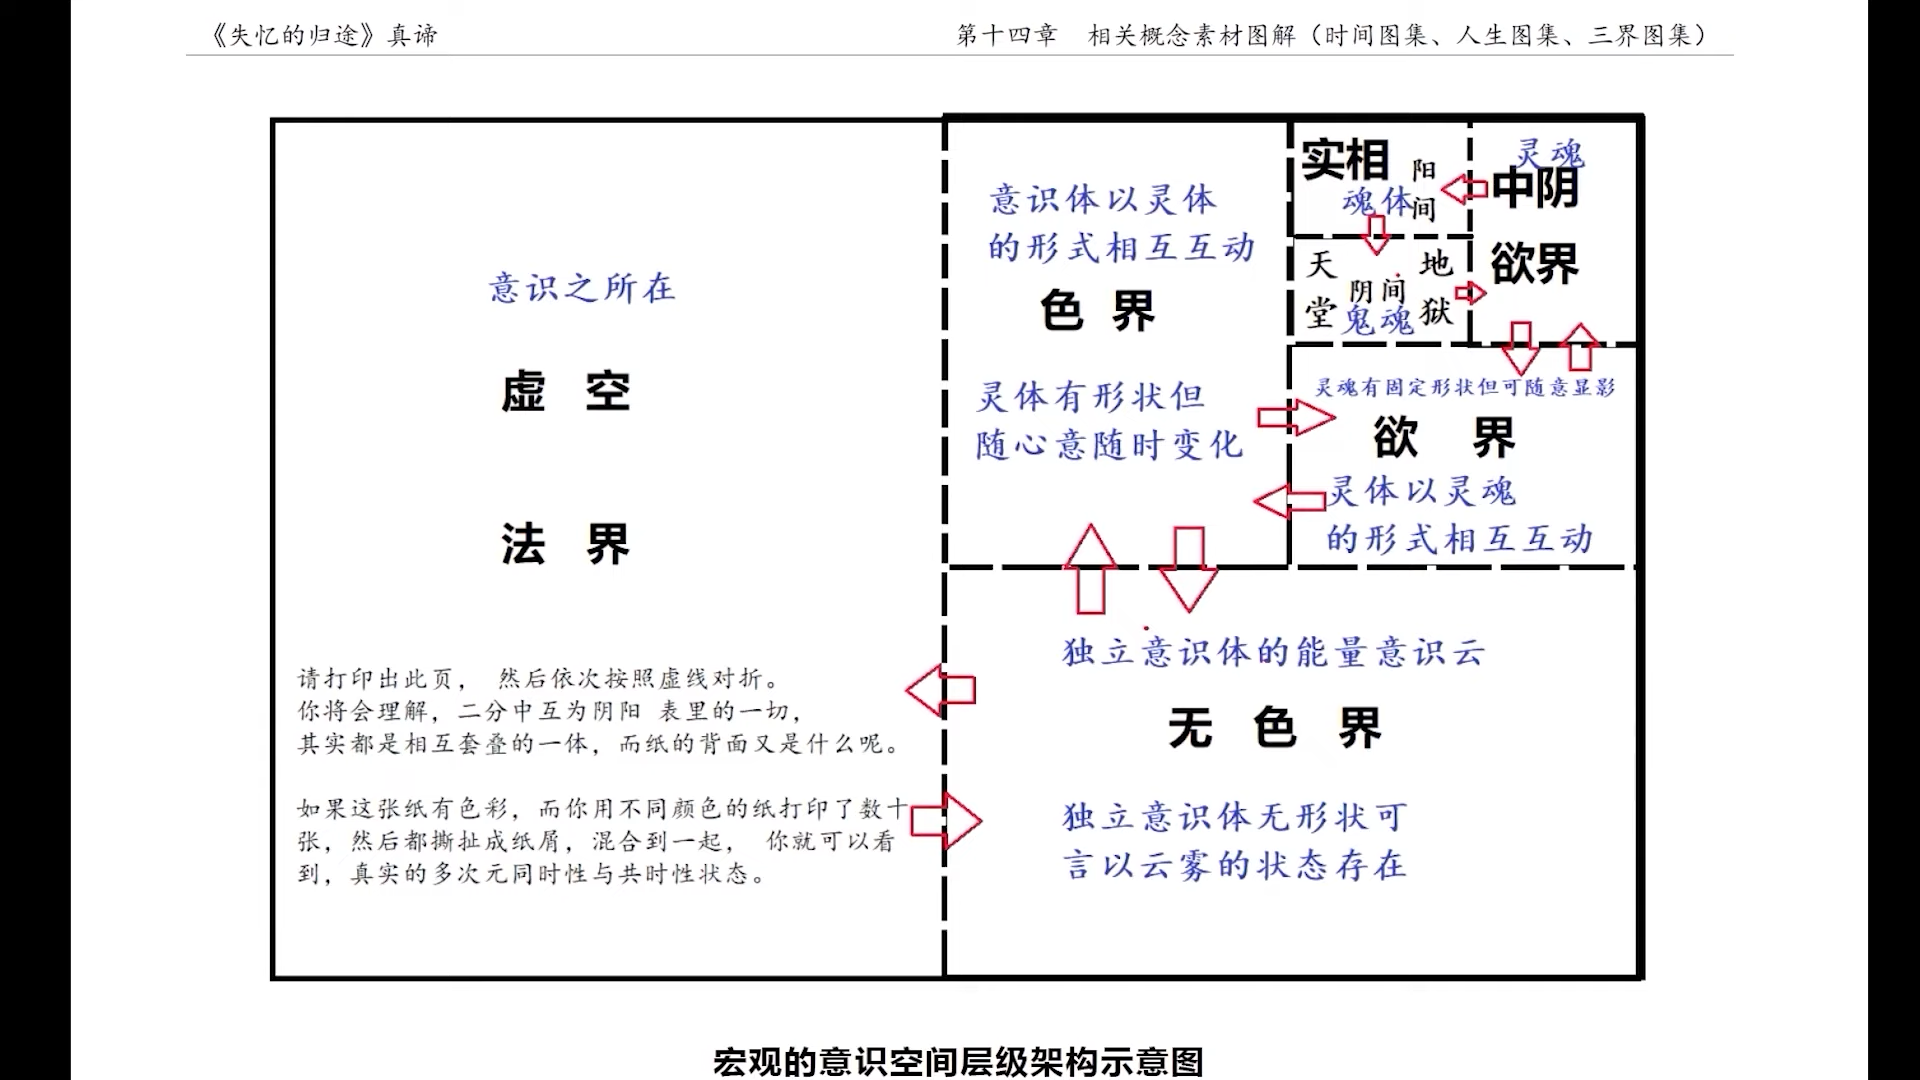 《失忆的归途》真谛
第十四章 相关概念素材图解（时间图集、人生图集、三界图集）
意识之所在
虚 空
法 界
请打印出此页， 然后依次按照虚线对折。
你将会理解，二分中互为阴阳 表里的一切，
其实都是相互套叠的一体，而纸的背面又是什么呢。
如果这张纸有色彩，而你用不同颜色的纸打印了数十
张，然后都撕扯成纸屑，混合到一起， 你就可以看
到，真实的多次元同时性与共时性状态。
意识体以灵体
的形式相互互动
色 界
灵体有形状但
随心意随时变化
实相
阳间
魂体
天堂
阴间
鬼魂
地狱
灵魂
中阴
欲界
灵魂有固定形状但可随意显影
欲 界
灵体以灵魂
的形式相互互动
独立意识体的能量意识云
无 色 界
独立意识体无形状可
言以云雾的状态存在
宏观的意识空间层级架构示意图